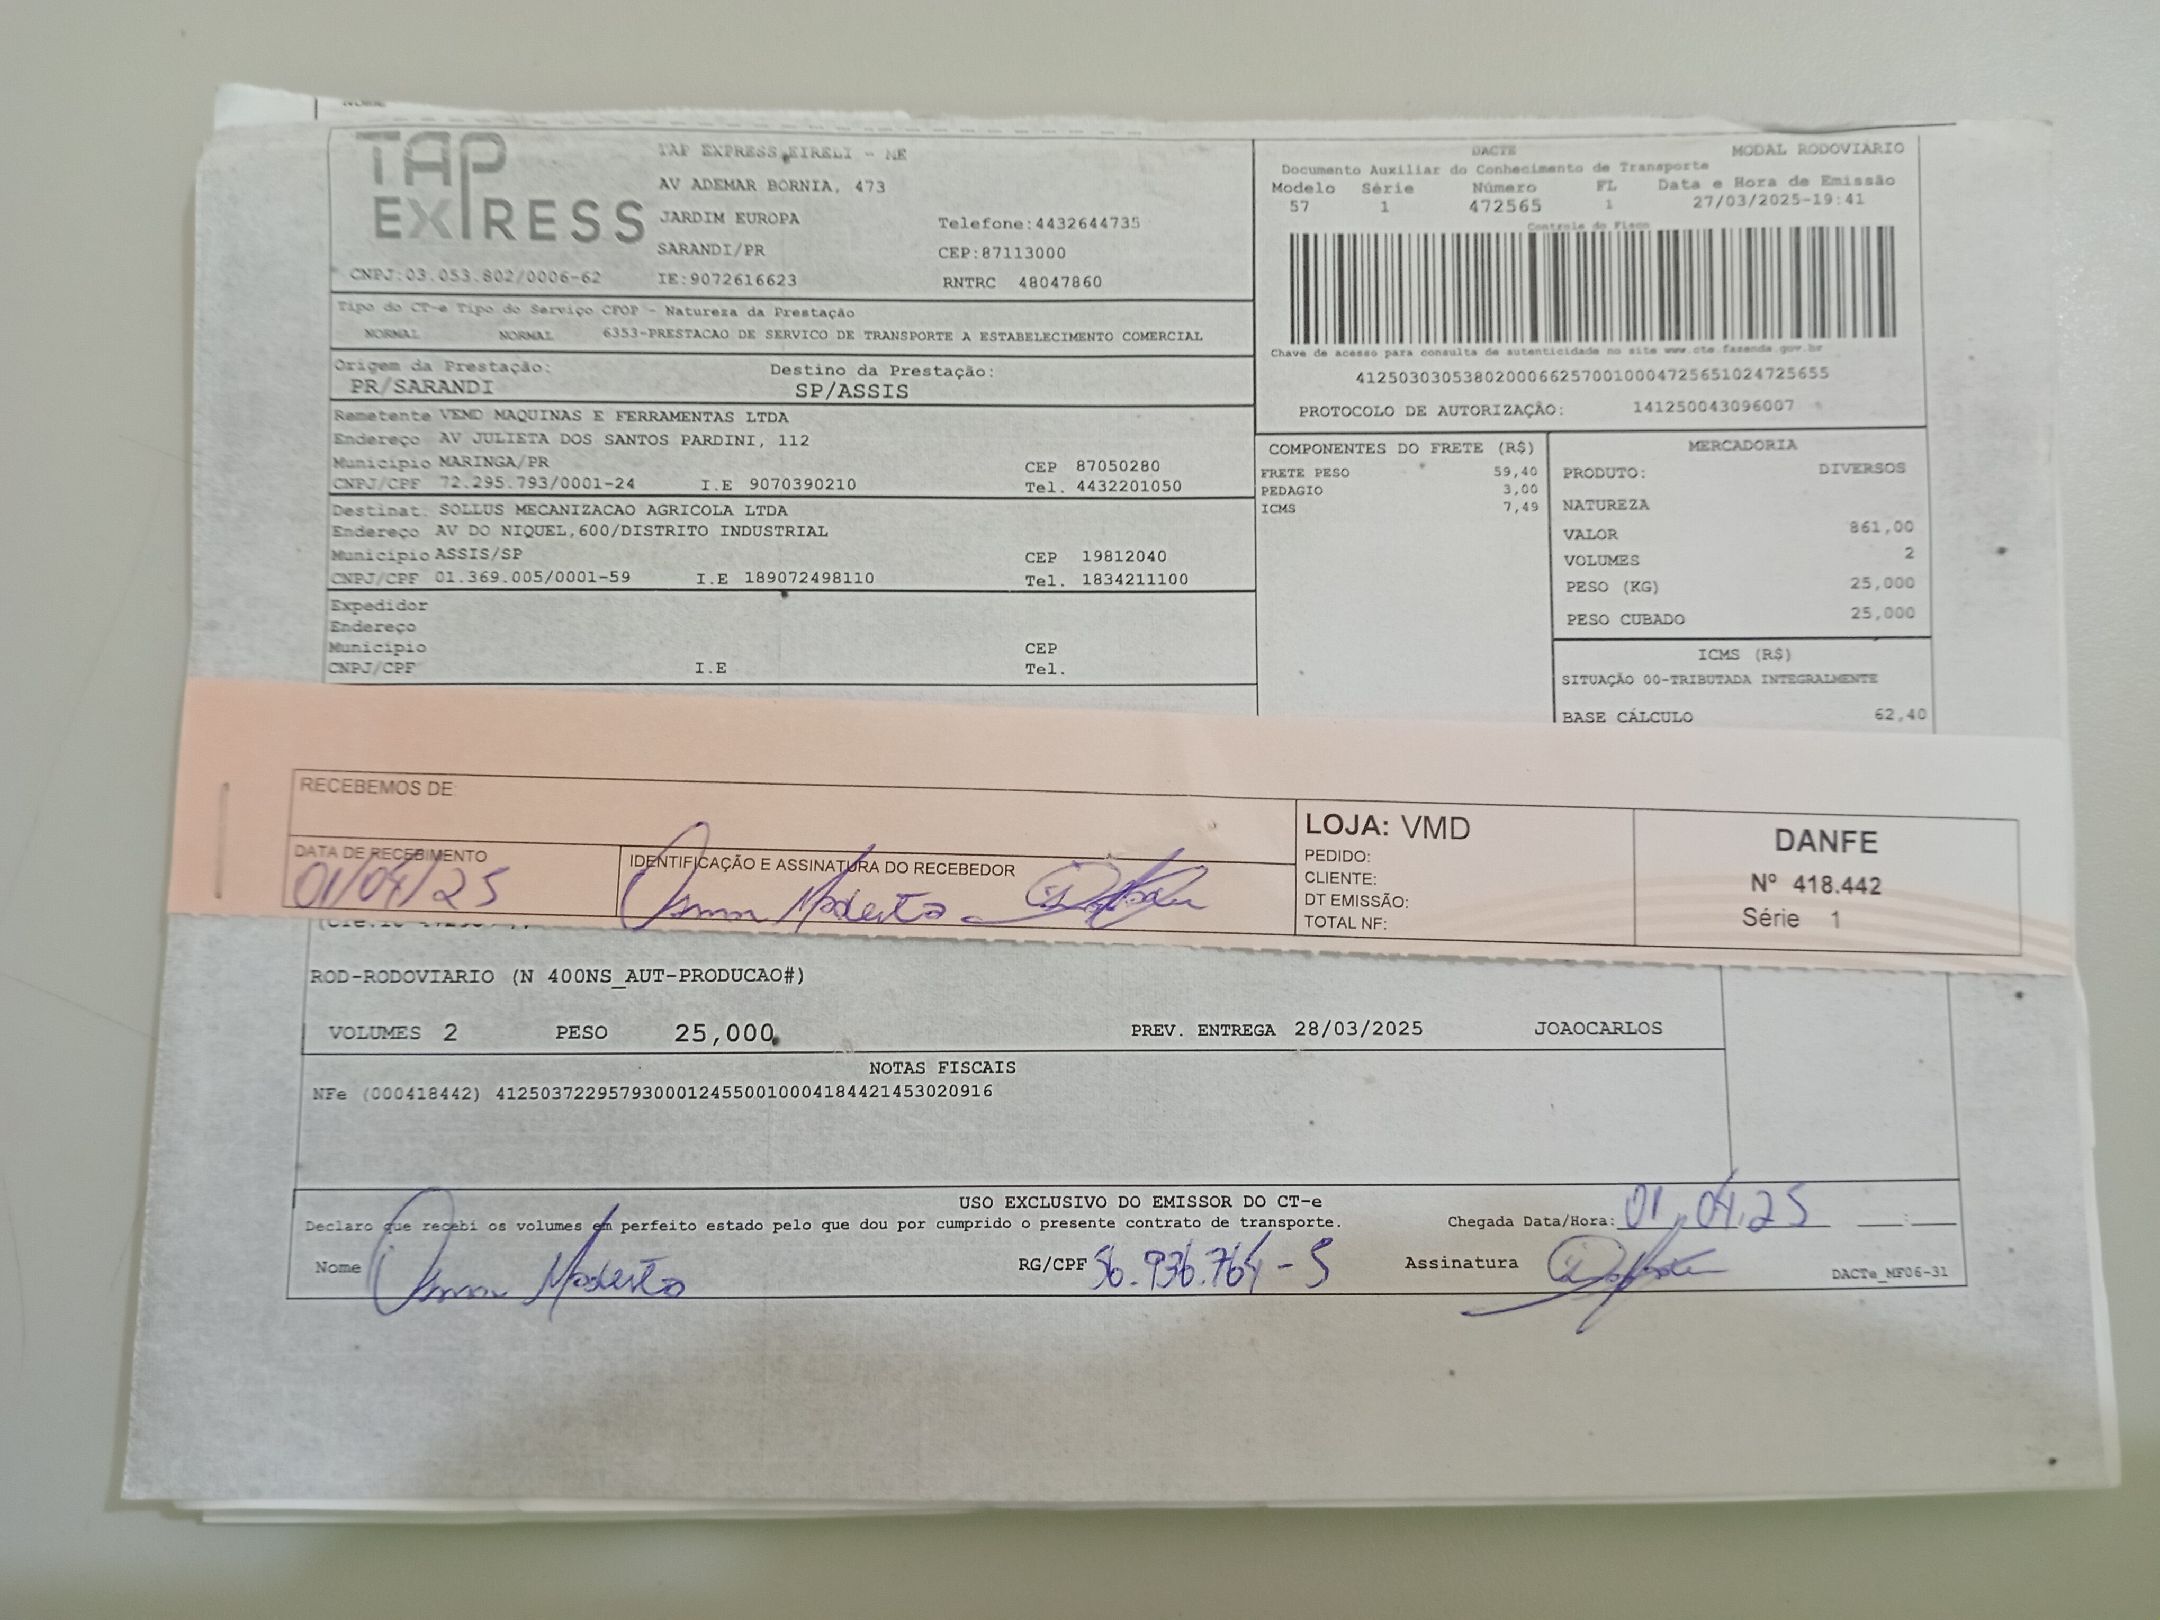 TAP EXPRESS
TAP EXPRESS EIRELI - ME
AV ADEMAR BORNIA, 473
JARDIM EUROPA
Telefone:4432644735
SARANDI/PR
CEP:87113000
CNPJ:03.053.802/0006-62
IE:9072616623
RNTRC 48047860
DACTE
MODAL RODOVIÁRIO
Documento Auxiliar do Conhecimento de Transporte
Modelo Série Número FL Data e Hora de Emissão
57 1 472565 1 27/03/2025-19:41
Controle do Fisco
Chave de acesso para consulta de autenticidade no site www.cte.fazenda.gov.br
41250303053802000662570010004725651024725655
PROTOCOLO DE AUTORIZAÇÃO: 141250043096007
Tipo do CT-e Tipo do Serviço CFOP - Natureza da Prestação
NORMAL NORMAL 6353-PRESTACAO DE SERVICO DE TRANSPORTE A ESTABELECIMENTO COMERCIAL
Origem da Prestação: Destino da Prestação:
PR/SARANDI SP/ASSIS
Remetente VEMD MAQUINAS E FERRAMENTAS LTDA
Endereço AV JULIETA DOS SANTOS PARDINI, 112
Município MARINGA/PR CEP 87050280
CNPJ/CPF 72.295.793/0001-24 I.E 9070390210 Tel. 4432201050
Destinat. SOLLUS MECANIZACAO AGRICOLA LTDA
Endereço AV DO NIQUEL,600/DISTRITO INDUSTRIAL
Município ASSIS/SP CEP 19812040
CNPJ/CPF 01.369.005/0001-59 I.E 189072498110 Tel. 1834211100
Expedidor
Endereço
Município CEP
CNPJ/CPF I.E Tel.
COMPONENTES DO FRETE (R$)
FRETE PESO 59,40
PEDAGIO 3,00
ICMS 7,49
MERCADORIA
PRODUTO: DIVERSOS
NATUREZA
VALOR 861,00
VOLUMES 2
PESO (KG) 25,000
PESO CUBADO 25,000
ICMS (R$)
SITUAÇÃO 00-TRIBUTADA INTEGRALMENTE
BASE CÁLCULO 62,40
RECEBEMOS DE
DATA DE RECEBIMENTO
01/04/25
IDENTIFICAÇÃO E ASSINATURA DO RECEBEDOR
Modesto
LOJA: VMD
PEDIDO:
CLIENTE:
DT EMISSÃO:
TOTAL NF:
DANFE
Nº 418.442
Série 1
ROD-RODOVIARIO (N 400NS_AUT-PRODUCAO#)
VOLUMES 2 PESO 25,000 PREV. ENTREGA 28/03/2025 JOAOCARLOS
NOTAS FISCAIS
NFe (000418442) 41250372295793000124550010004184421453020916
USO EXCLUSIVO DO EMISSOR DO CT-e
Declaro que recebi os volumes em perfeito estado pelo que dou por cumprido o presente contrato de transporte.
Chegada Data/Hora: 01/04/25
Nome Modesto RG/CPF 56.936.764-5 Assinatura
DACTe_MF06-31